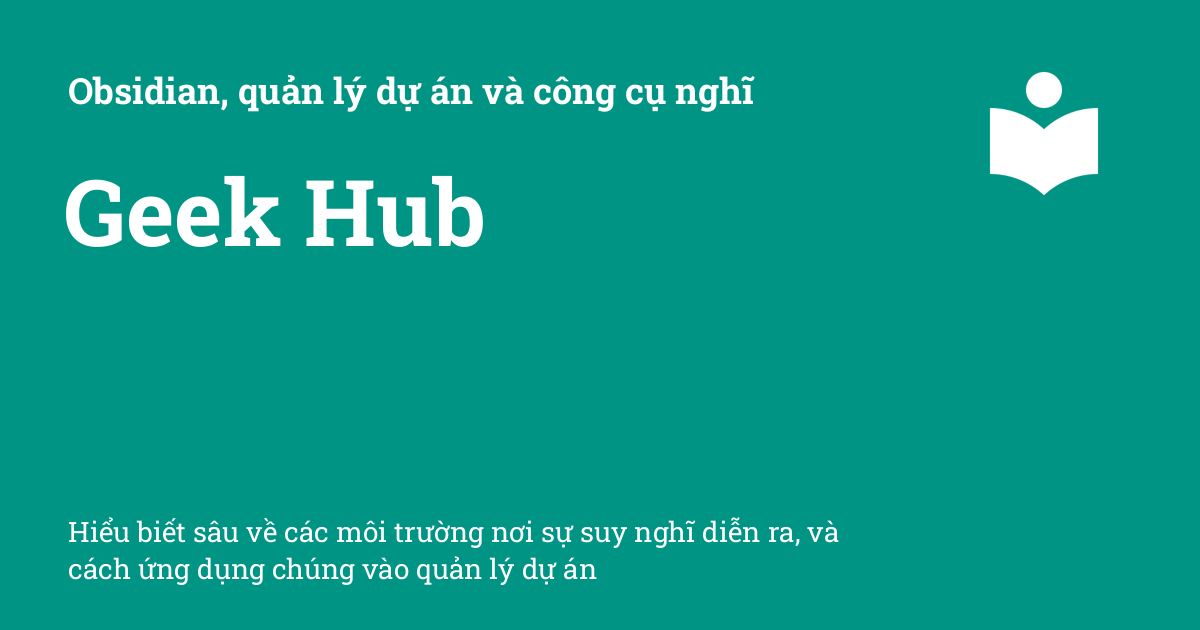 Obsidian, quản lý dự án và công cụ nghĩ
Geek Hub
Hiểu biết sâu về các môi trường nơi sự suy nghĩ diễn ra, và
cách ứng dụng chúng vào quản lý dự án